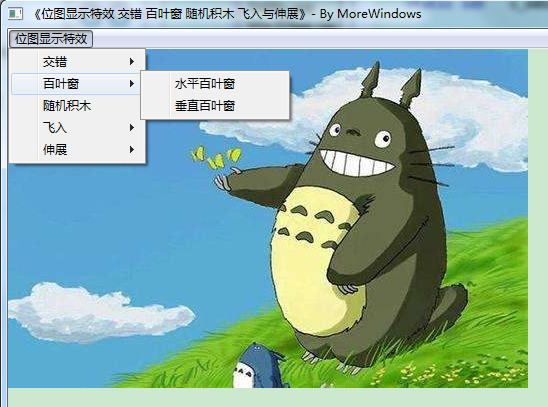 《位图显示特效 交错 百叶窗 随机积木 飞入与伸展》- By MoreWindows
位图显示特效
交错
百叶窗
水平百叶窗
垂直百叶窗
随机积木
飞入
伸展